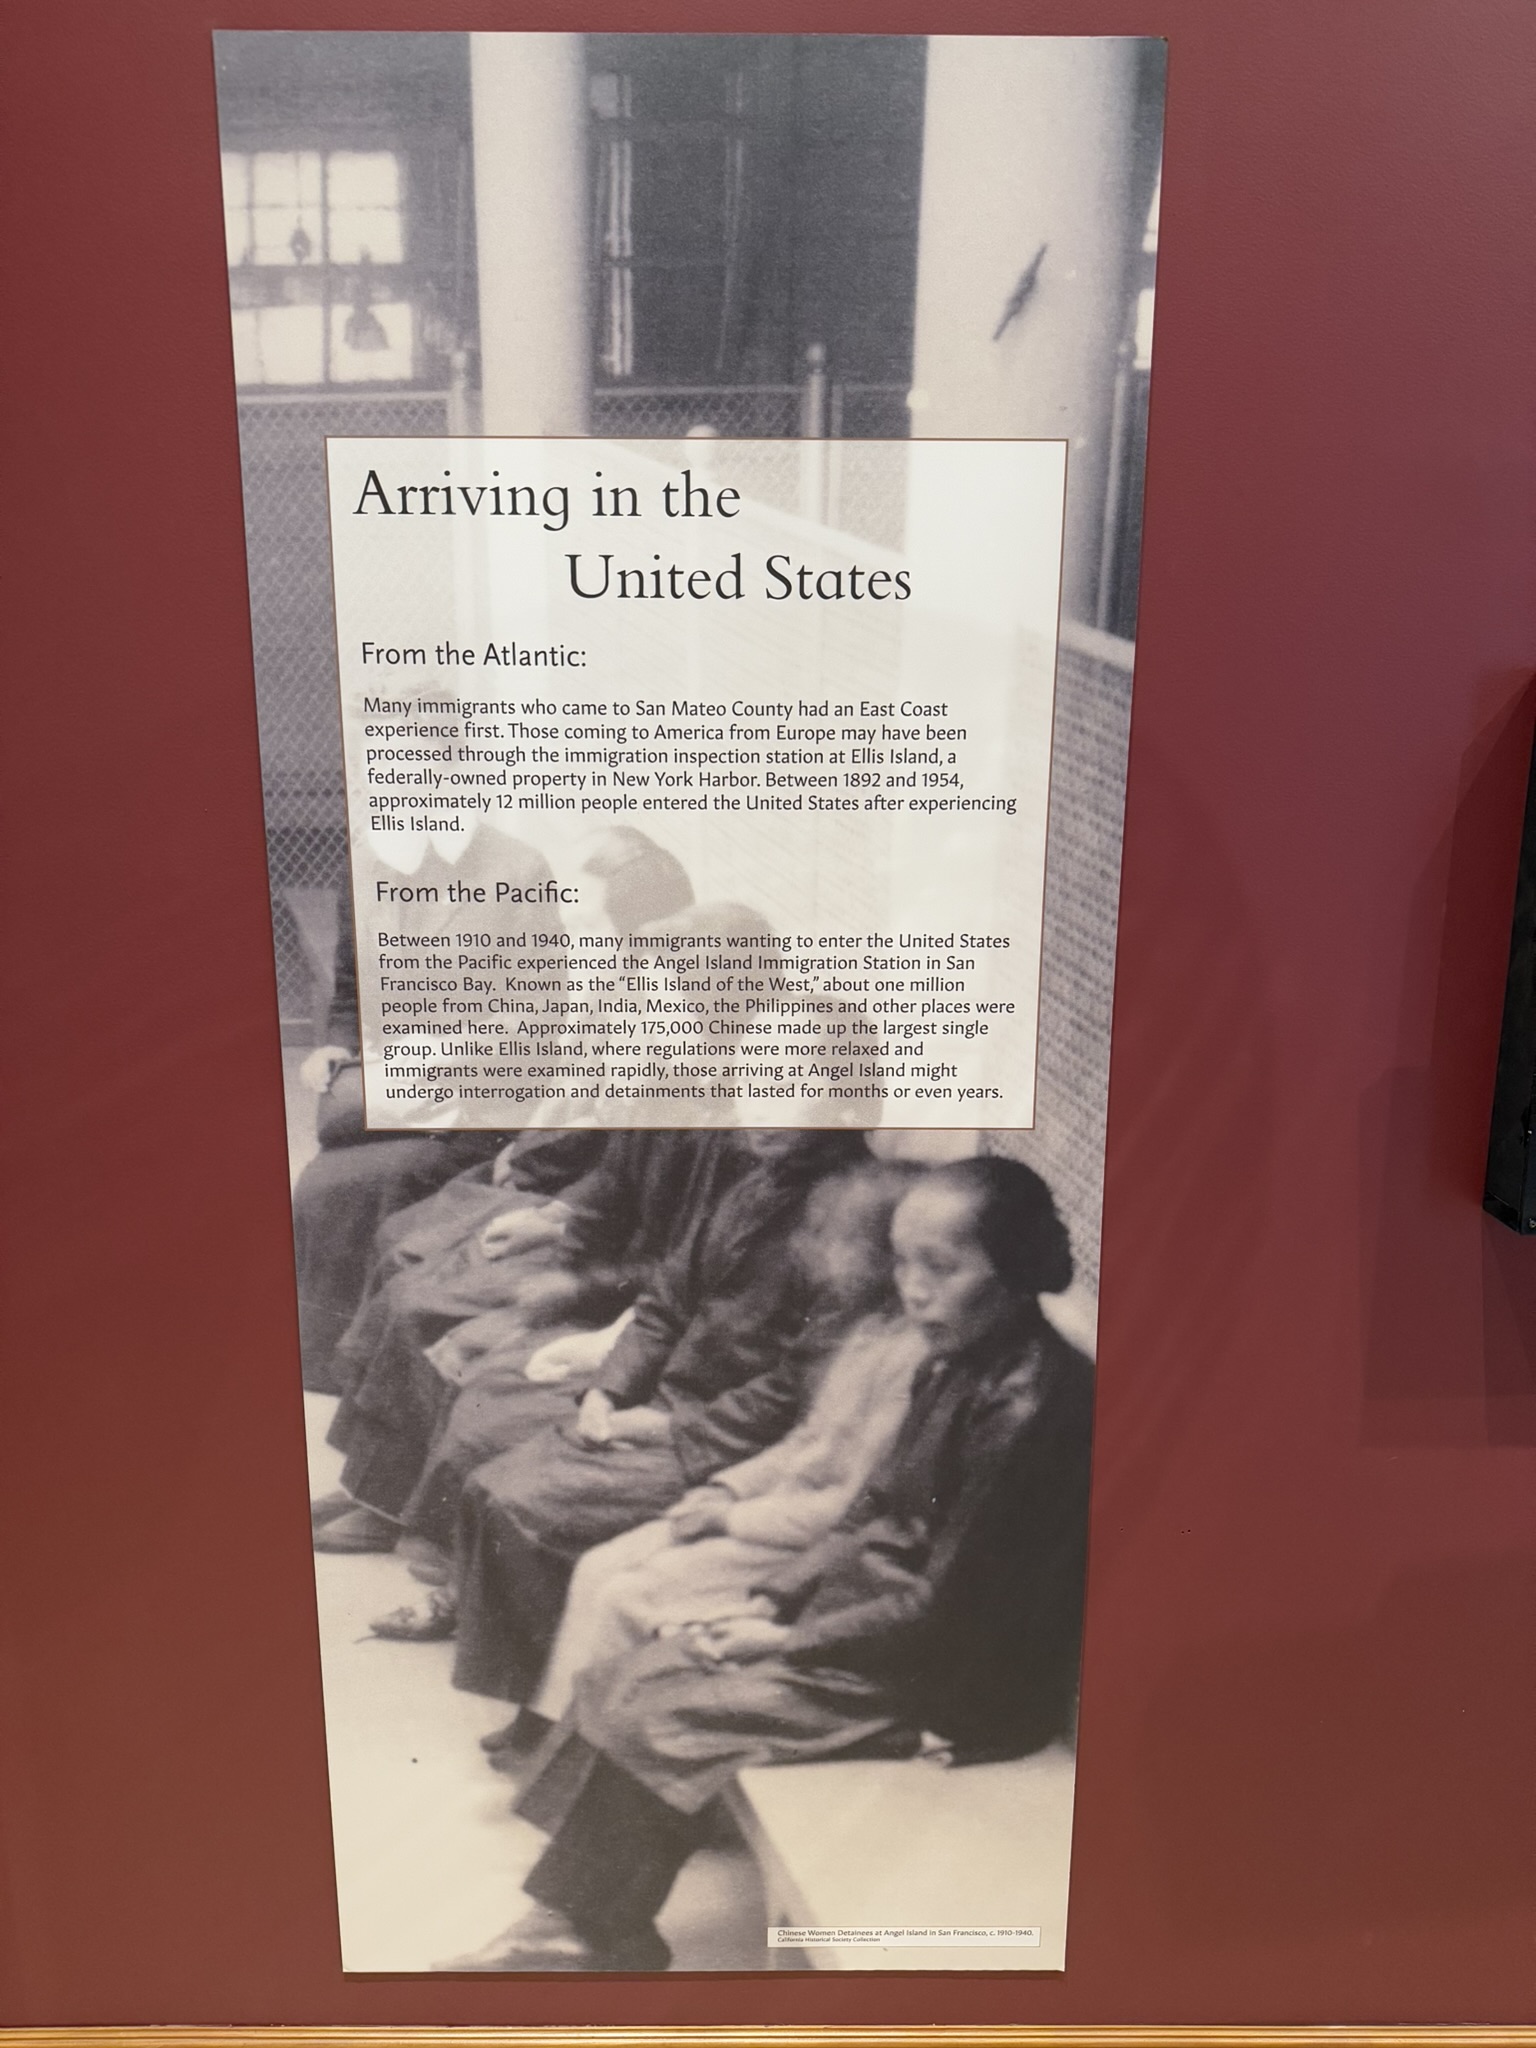 Arriving in the
United States
From the Atlantic:
Many immigrants who came to San Mateo County had an East Coast
experience first. Those coming to America from Europe may have been
processed through the immigration inspection station at Ellis Island, a
federally-owned property in New York Harbor. Between 1892 and 1954,
approximately 12 million people entered the United States after experiencing
Ellis Island.
From the Pacific:
Between 1910 and 1940, many immigrants wanting to enter the United States
from the Pacific experienced the Angel Island Immigration Station in San
Francisco Bay. Known as the “Ellis Island of the West,” about one million
people from China, Japan, India, Mexico, the Philippines and other places were
examined here. Approximately 175,000 Chinese made up the largest single
group. Unlike Ellis Island, where regulations were more relaxed and
immigrants were examined rapidly, those arriving at Angel Island might
undergo interrogation and detainments that lasted for months or even years.
Chinese Women Detainees at Angel Island in San Francisco, c. 1910-1940.
California Historical Society Collection